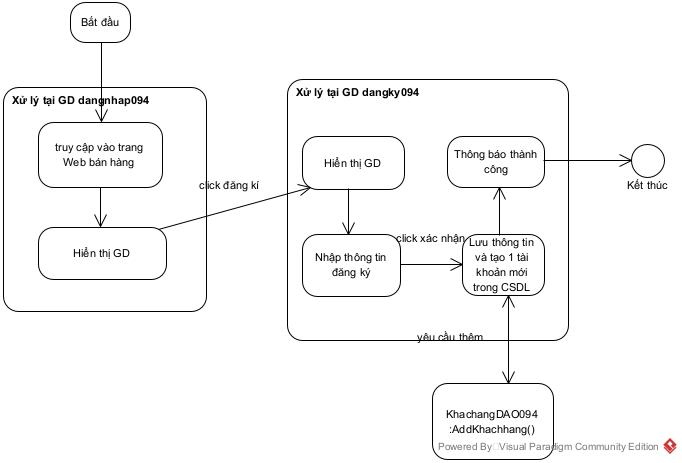 Bất đầu
Xử lý tại GD dangnhap094
truy cập vào trang
Web bán hàng
Hiển thị GD
click đăng kí
Xử lý tại GD dangky094
Hiển thị GD
Nhập thông tin
đăng ký
click xác nhận
Lưu thông tin
và tạo 1 tài
khoản mới
trong CSDL
Thông báo thành
công
Kết thúc
yêu cầu thêm
KhachangDAO094
:AddKhachhang()
Powered By Visual Paradigm Community Edition